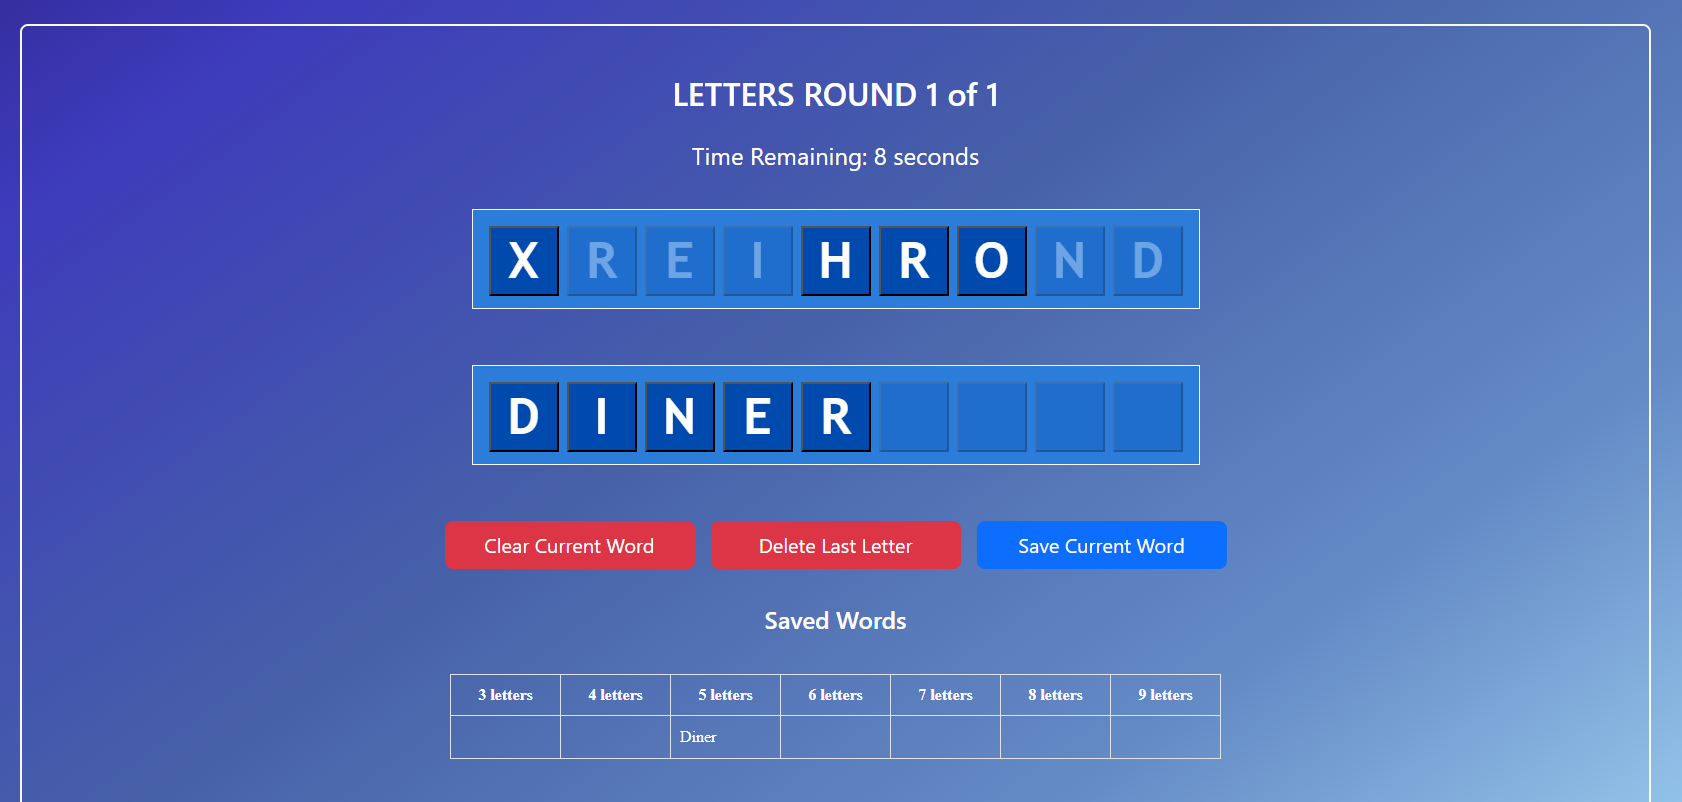 LETTERS ROUND 1 of 1
Time Remaining: 8 seconds
X R E I H R O N D
D I N E R
Clear Current Word Delete Last Letter Save Current Word
Saved Words
3 letters 4 letters 5 letters 6 letters 7 letters 8 letters 9 letters
Diner